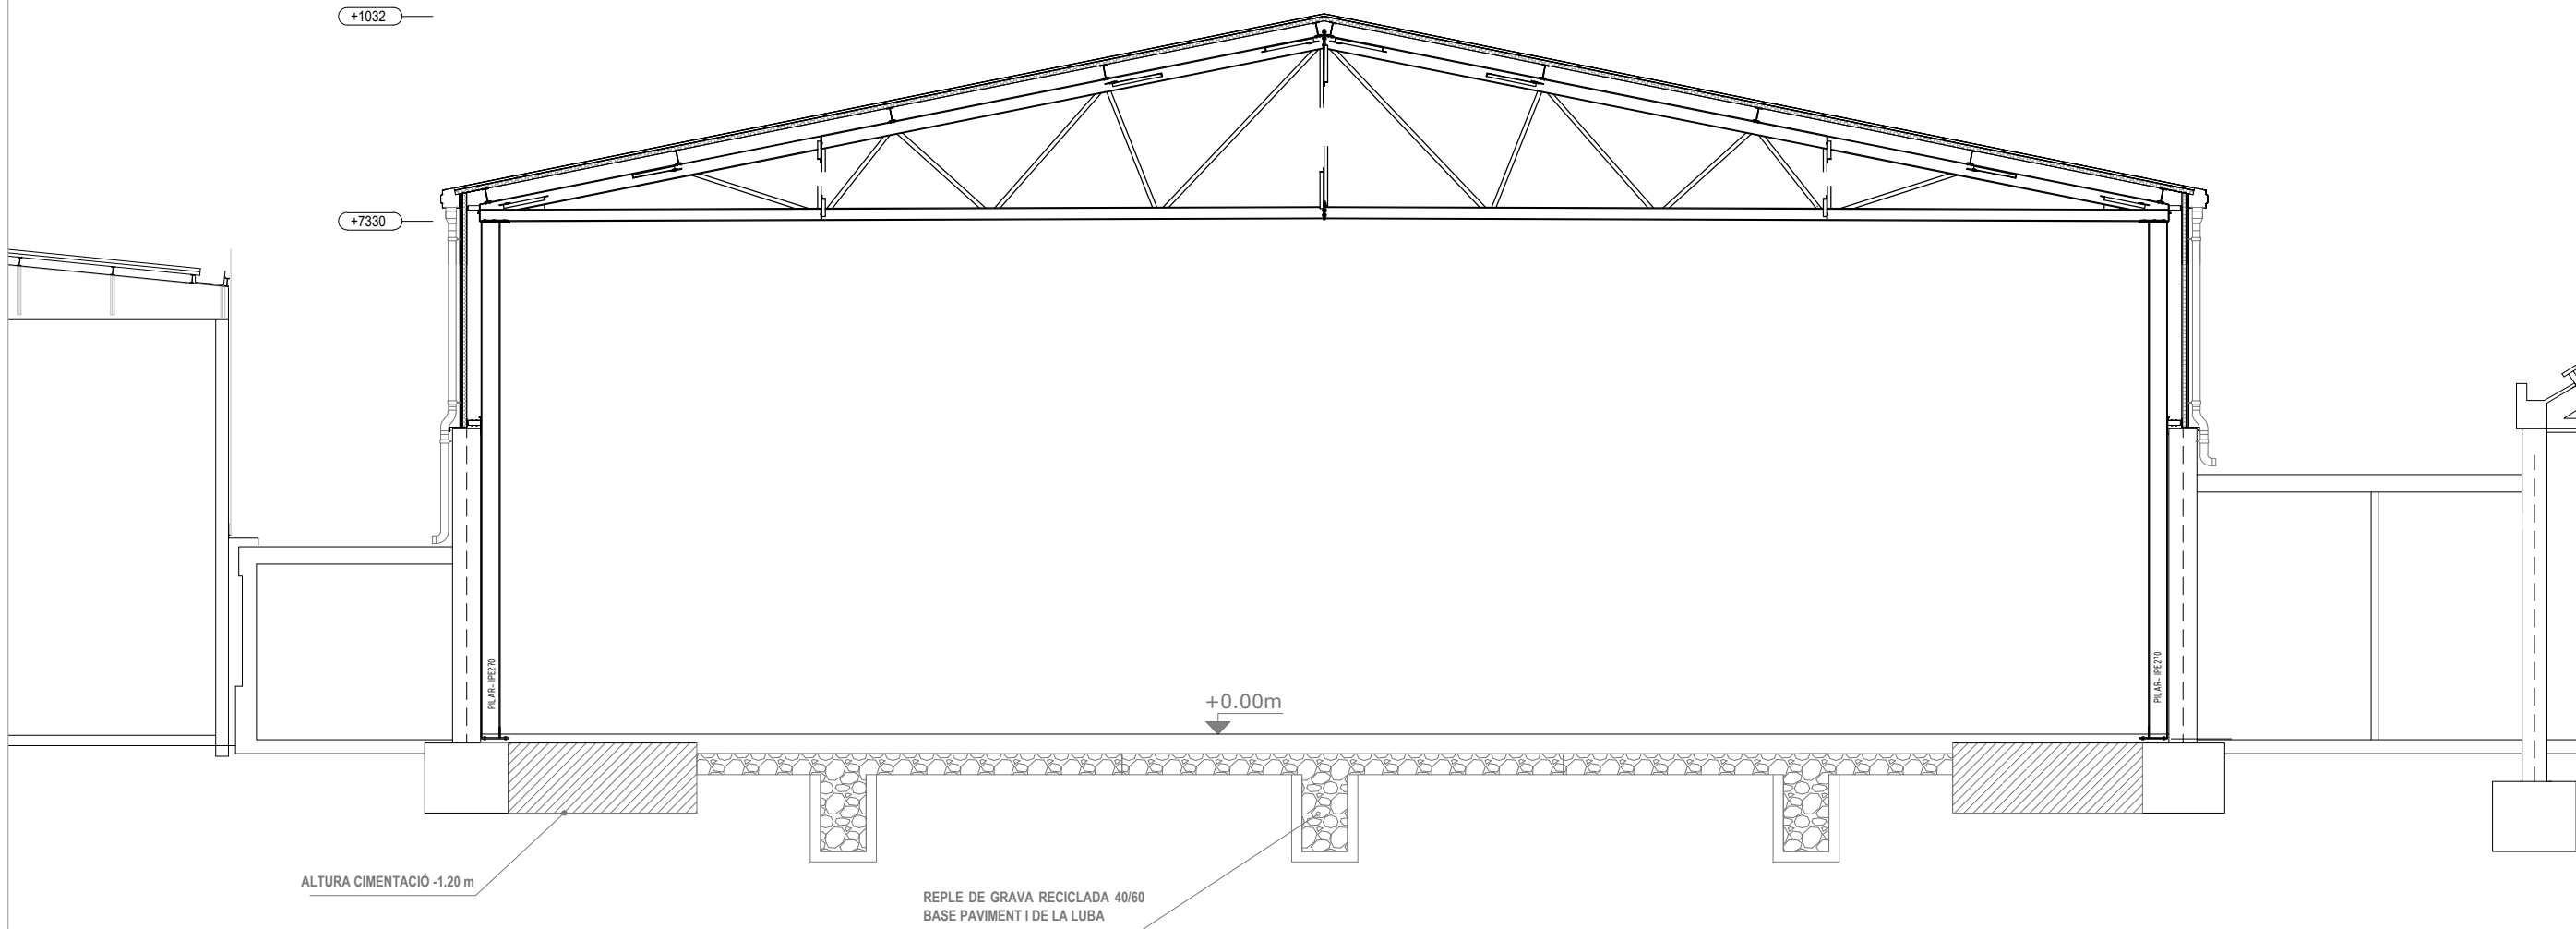 +1032
+7330
PILAR- IPE270
PILAR- IPE270
+0.00m
ALTURA CIMENTACIÓ -1.20 m
REPLE DE GRAVA RECICLADA 40/60
BASE PAVIMENT I DE LA LUBA